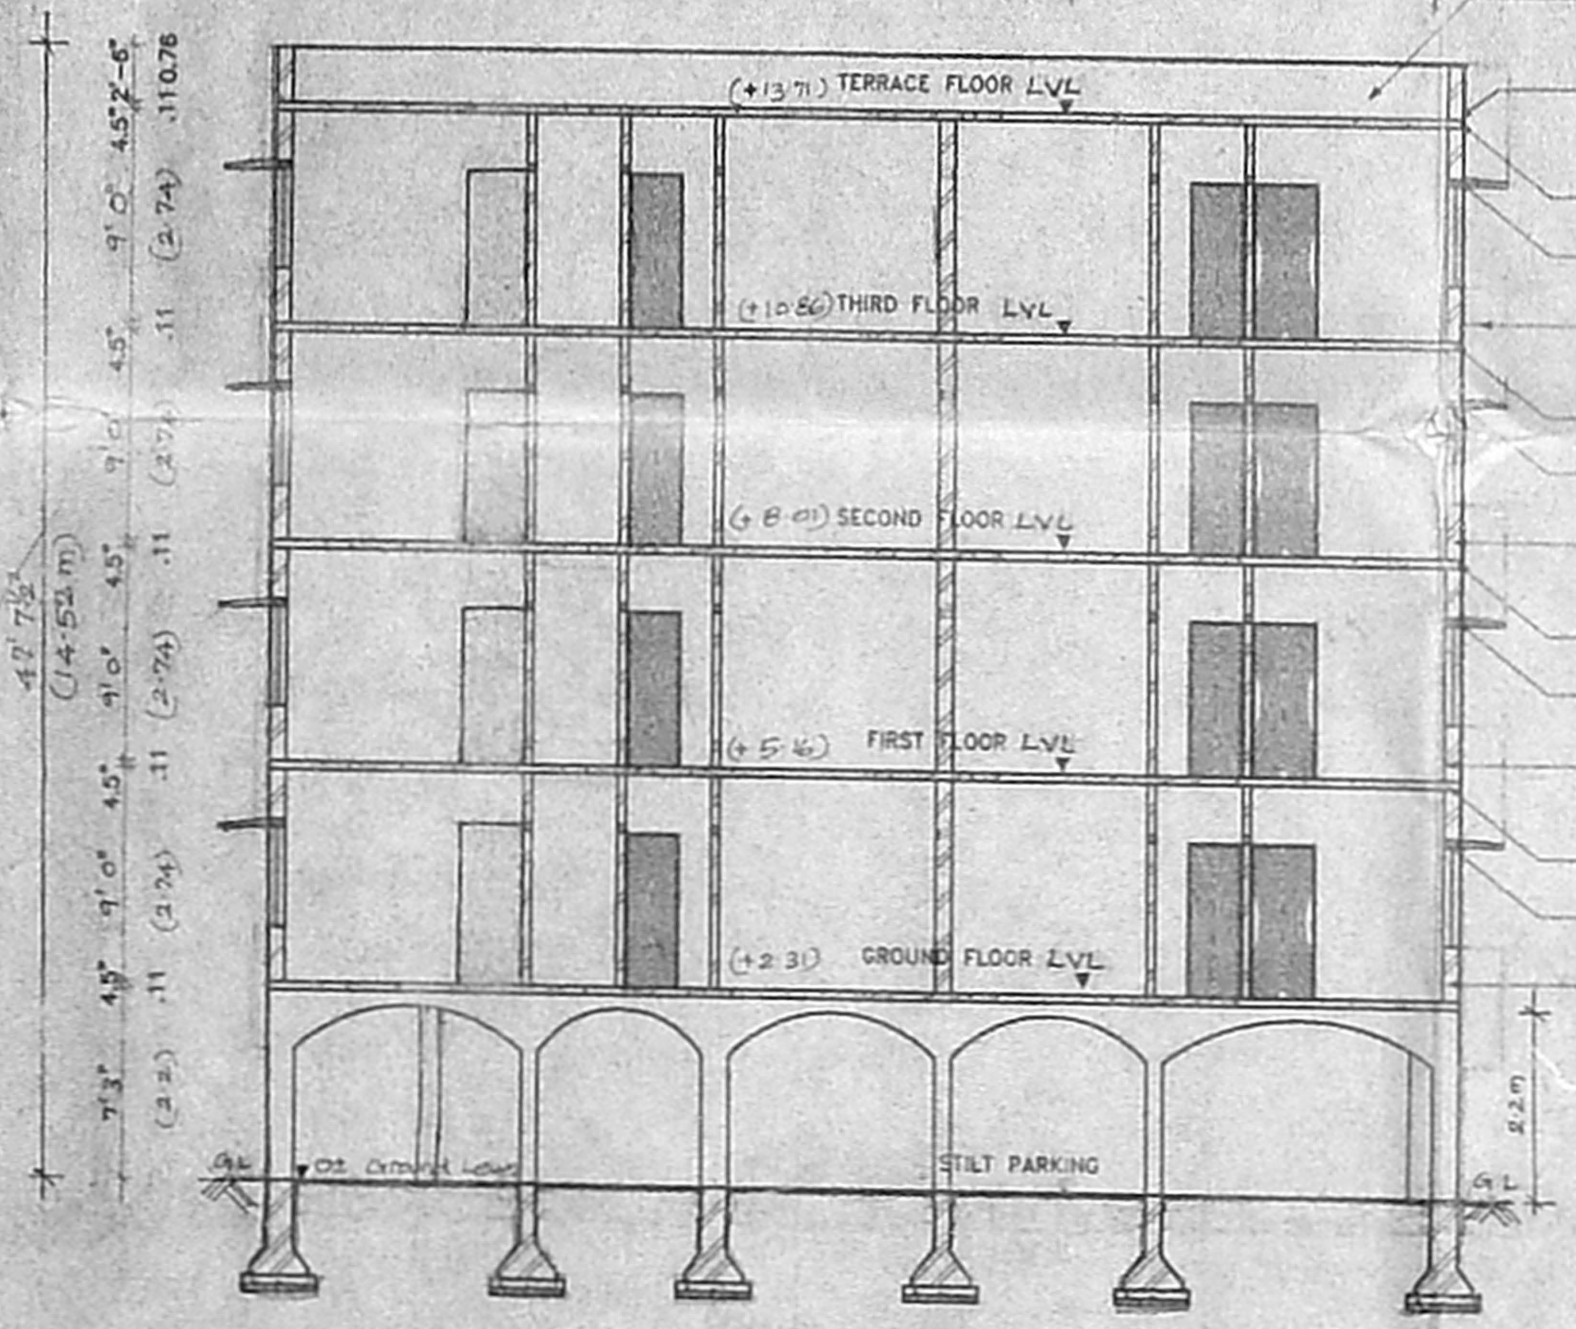 (+13.71) TERRACE FLOOR LVL
(+10.86) THIRD FLOOR LVL
(+ 8.01) SECOND FLOOR LVL
(+ 5.16) FIRST FLOOR LVL
(+2.31) GROUND FLOOR LVL
STILT PARKING
GL
0± Ground
GL
2.2m
47' 7½"
(14.52 m)
7'3" 4.5" 9'0" 4.5" 9'0" 4.5" 9'0" 4.5" 9'0" 4.5" 2'-6"
(2.2) .11 (2.74) .11 (2.74) .11 (2.74) .11 (2.74) .11 0.76